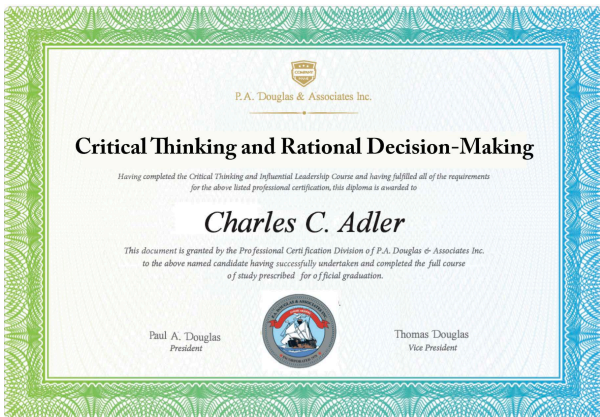 COMPANY
P.A. Douglas & Associates Inc.
Critical Thinking and Rational Decision-Making
Having completed the Critical Thinking and Influential Leadership Course and having fulfilled all of the requirements
for the above listed professional certification, this diploma is awarded to
Charles C. Adler
This document is granted by the Professional Certification Division of P.A. Douglas & Associates Inc.
to the above named candidate having successfully undertaken and completed the full course
of study prescribed for official graduation.
P.A. DOUGLAS & ASSOCIATES INC.
Paul A. Douglas
President
Thomas Douglas
Vice President